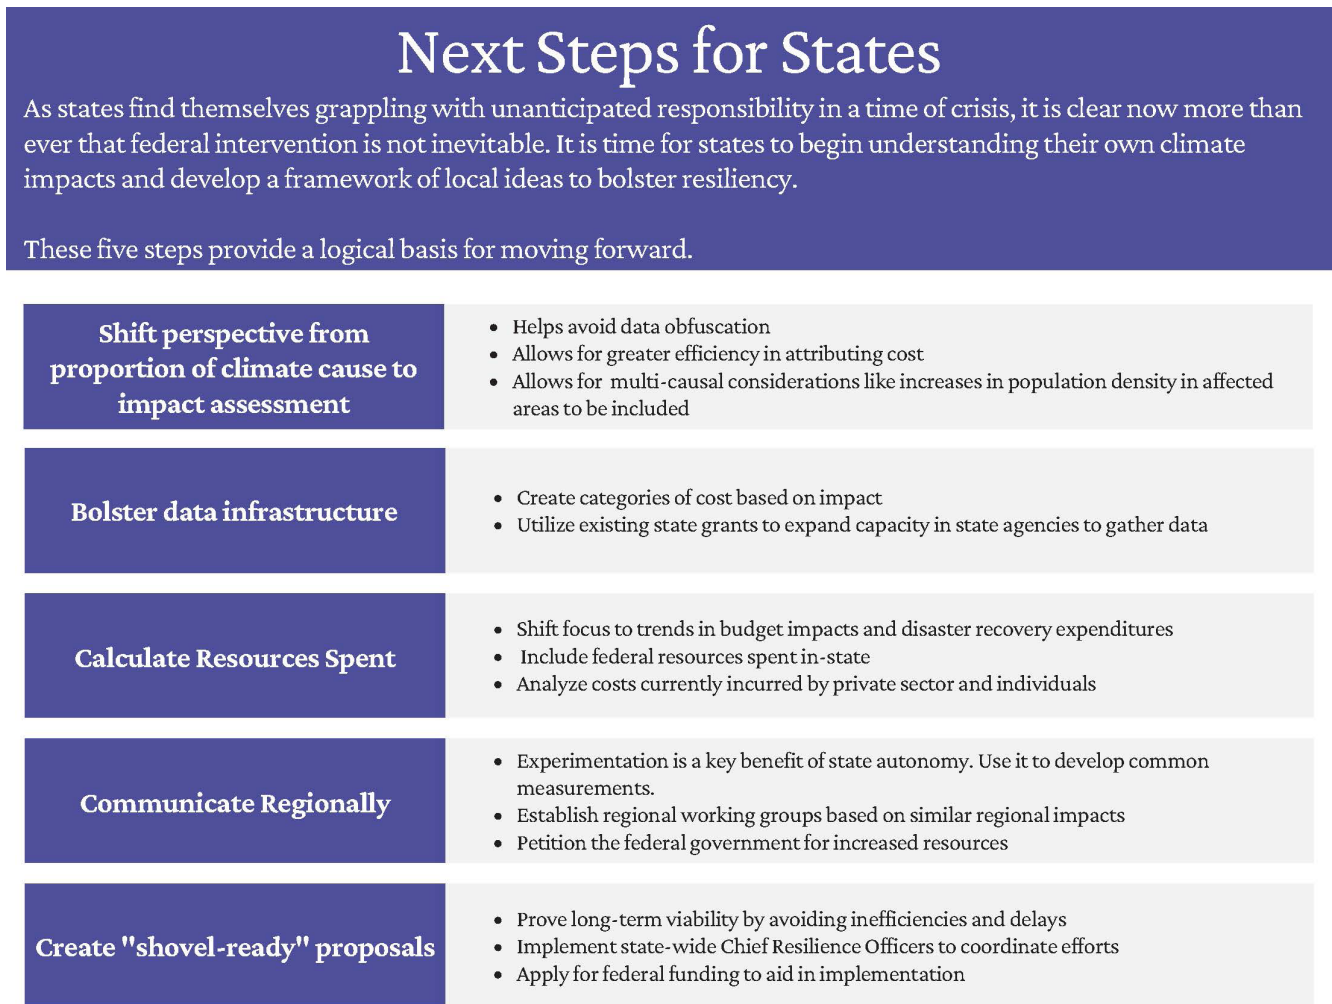 Next Steps for States
As states find themselves grappling with unanticipated responsibility in a time of crisis, it is clear now more than
ever that federal intervention is not inevitable. It is time for states to begin understanding their own climate
impacts and develop a framework of local ideas to bolster resiliency.
These five steps provide a logical basis for moving forward.
Shift perspective from
proportion of climate cause to
impact assessment
• Helps avoid data obfuscation
• Allows for greater efficiency in attributing cost
• Allows for multi-causal considerations like increases in population density in affected
areas to be included
Bolster data infrastructure
• Create categories of cost based on impact
• Utilize existing state grants to expand capacity in state agencies to gather data
Calculate Resources Spent
• Shift focus to trends in budget impacts and disaster recovery expenditures
• Include federal resources spent in-state
• Analyze costs currently incurred by private sector and individuals
Communicate Regionally
• Experimentation is a key benefit of state autonomy. Use it to develop common
measurements.
• Establish regional working groups based on similar regional impacts
• Petition the federal government for increased resources
Create "shovel-ready" proposals
• Prove long-term viability by avoiding inefficiencies and delays
• Implement state-wide Chief Resilience Officers to coordinate efforts
• Apply for federal funding to aid in implementation